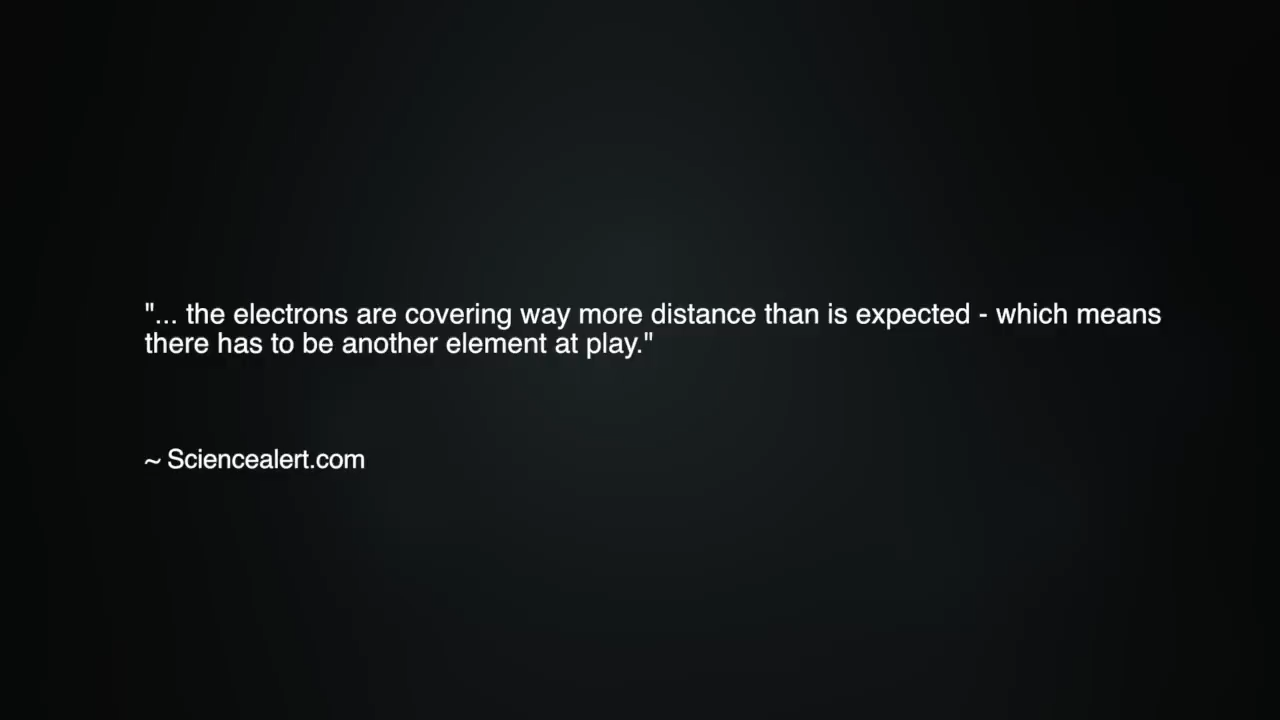 "... the electrons are covering way more distance than is expected - which means
there has to be another element at play."
~ Sciencealert.com